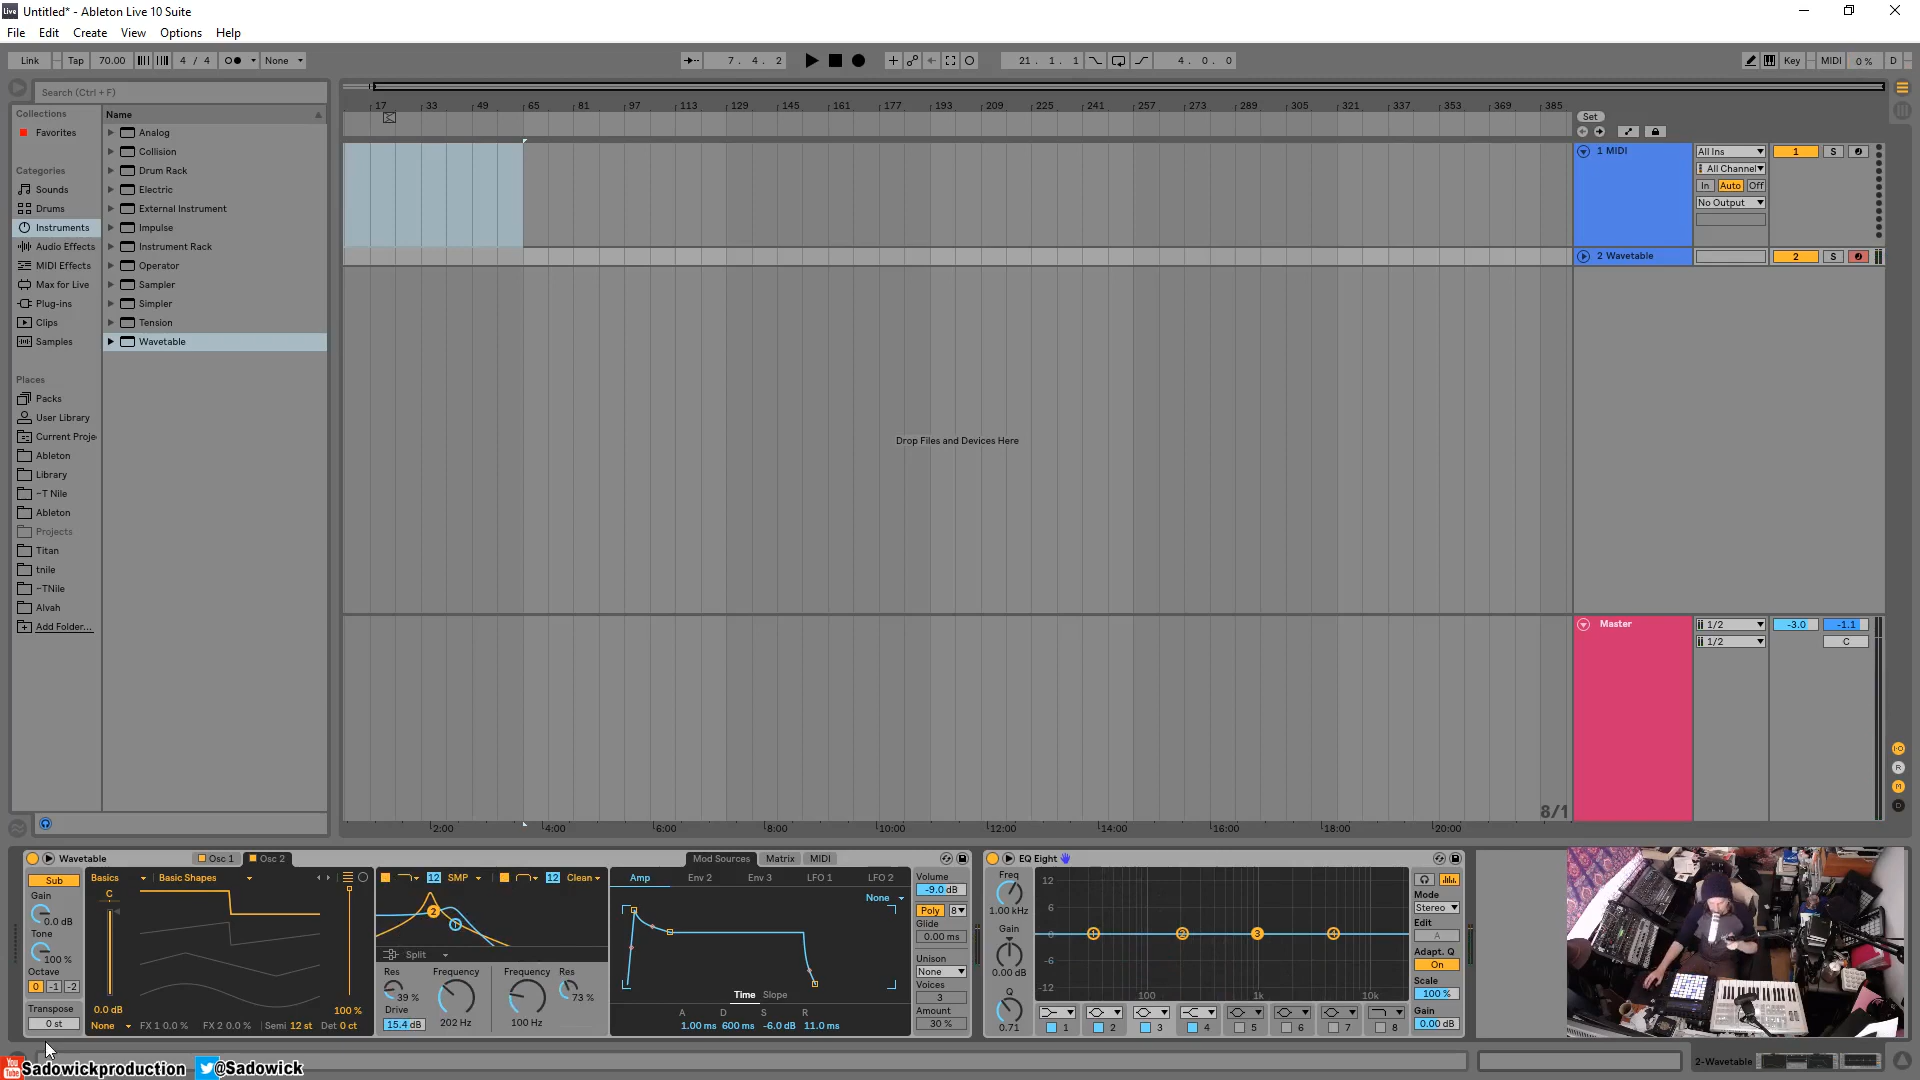 Live Untitled* - Ableton Live 10 Suite
File Edit Create View Options Help
Link Tap 70.00 4 / 4 None 7. 4. 2 21. 1. 1 4. 0. 0 Key MIDI 0 % D
Search (Ctrl + F)
Collections
Favorites
Categories
Sounds
Drums
Instruments
Audio Effects
MIDI Effects
Max for Live
Plug-ins
Clips
Samples
Places
Packs
User Library
Current Proje
Ableton
Library
~T Nile
Ableton
Projects
Titan
tnile
~TNile
Alvah
Add Folder...
Name
Analog
Collision
Drum Rack
Electric
External Instrument
Impulse
Instrument Rack
Operator
Sampler
Simpler
Tension
Wavetable
17 33 49 65 81 97 113 129 145 161 177 193 209 225 241 257 273 289 305 321 337 353 369 385
Set
1 MIDI All Ins 1 S
All Channel
In Auto Off
No Output
2 Wavetable 2 S
Drop Files and Devices Here
Master 1/2 -3.0 -1.1
1/2 C
I·O
R
M
D
8/1
2:00 4:00 6:00 8:00 10:00 12:00 14:00 16:00 18:00 20:00
Wavetable Osc 1 Osc 2 Mod Sources Matrix MIDI
Sub
Gain
0.0 dB
Tone
100 %
Octave
0 -1 -2
Transpose
0 st
Basics Basic Shapes
C
0.0 dB 100 %
None FX 1 0.0 % FX 2 0.0 % Semi 12 st Det 0 ct
12 SMP 12 Clean
2 1
Split
Res Frequency Frequency Res
39 % 73 %
Drive
15.4 dB 202 Hz 100 Hz
Amp Env 2 Env 3 LFO 1 LFO 2
None
Time Slope
A D S R
1.00 ms 600 ms -6.0 dB 11.0 ms
Volume
-9.0 dB
Poly 8
Glide
0.00 ms
Unison
None
Voices
3
Amount
30 %
EQ Eight
Freq
1.00 kHz
Gain
0.00 dB
Q
0.71
12
6
0
-6
-12
1 2 3 4
100 1k 10k
1 2 3 4 5 6 7 8
Mode
Stereo
Edit
A
Adapt. Q
On
Scale
100 %
Gain
0.00 dB
You Tube Sadowickproduction @Sadowick
2-Wavetable